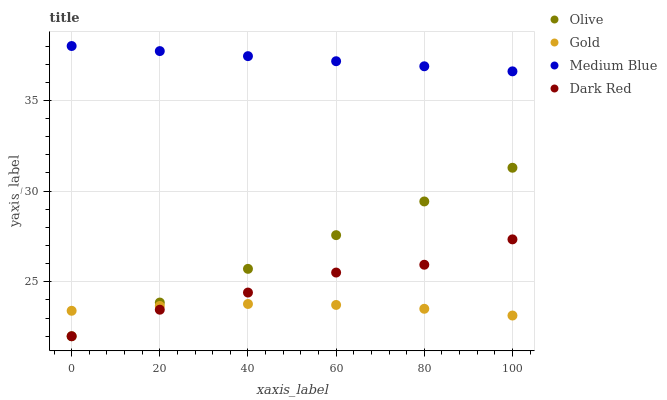 title
Olive
Gold
Medium Blue
Dark Red
yaxis_label
35
30
25
0
20
40
60
80
100
xaxis_label